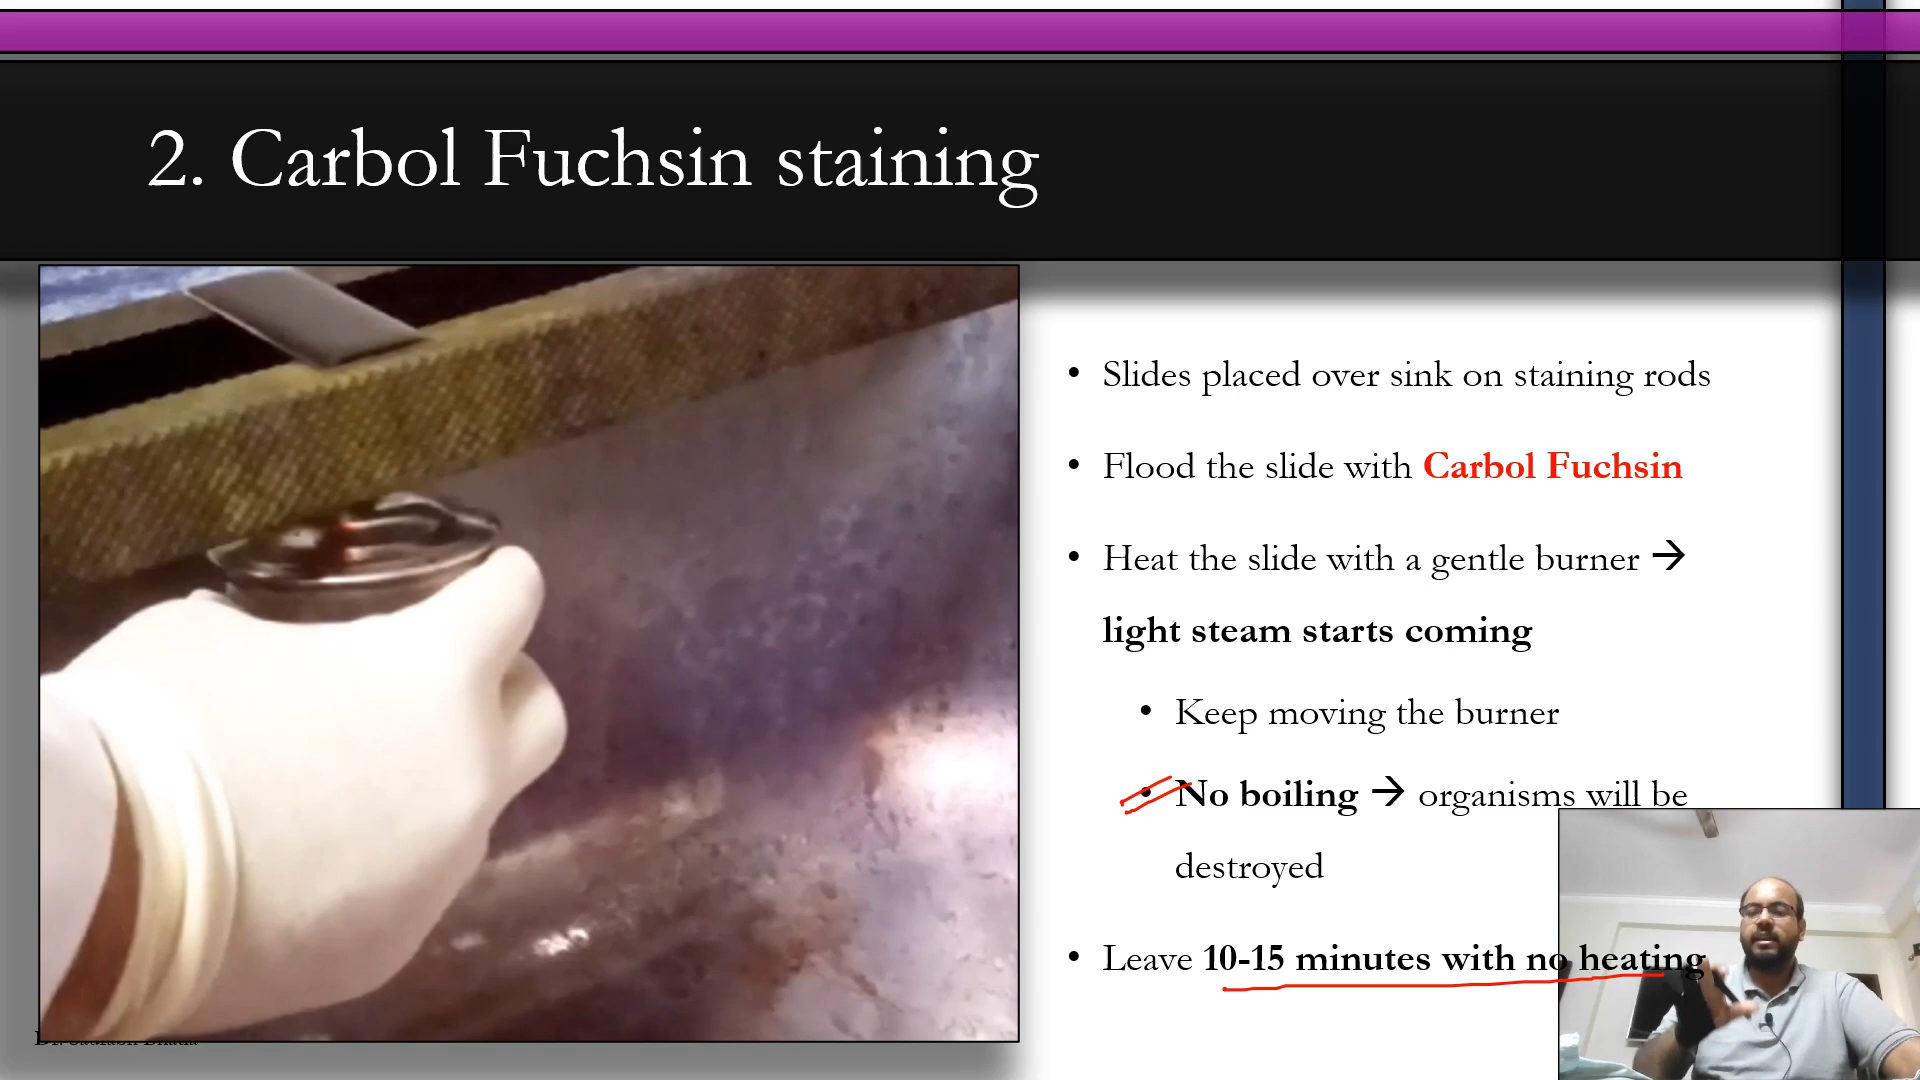 2. Carbol Fuchsin staining
• Slides placed over sink on staining rods
• Flood the slide with Carbol Fuchsin
• Heat the slide with a gentle burner →
light steam starts coming
• Keep moving the burner
• No boiling → organisms will be
destroyed
• Leave 10-15 minutes with no heating